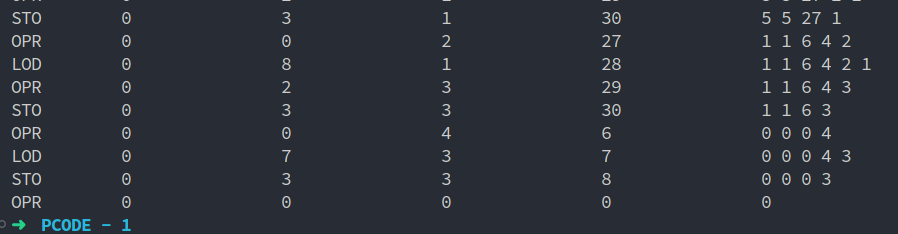 STO 0 3 1 30 5 5 27 1
OPR 0 0 2 27 1 1 6 4 2
LOD 0 8 1 28 1 1 6 4 2 1
OPR 0 2 3 29 1 1 6 4 3
STO 0 3 3 30 1 1 6 3
OPR 0 0 4 6 0 0 0 4
LOD 0 7 3 7 0 0 0 4 3
STO 0 3 3 8 0 0 0 3
OPR 0 0 0 0 0
➜ PCODE - 1